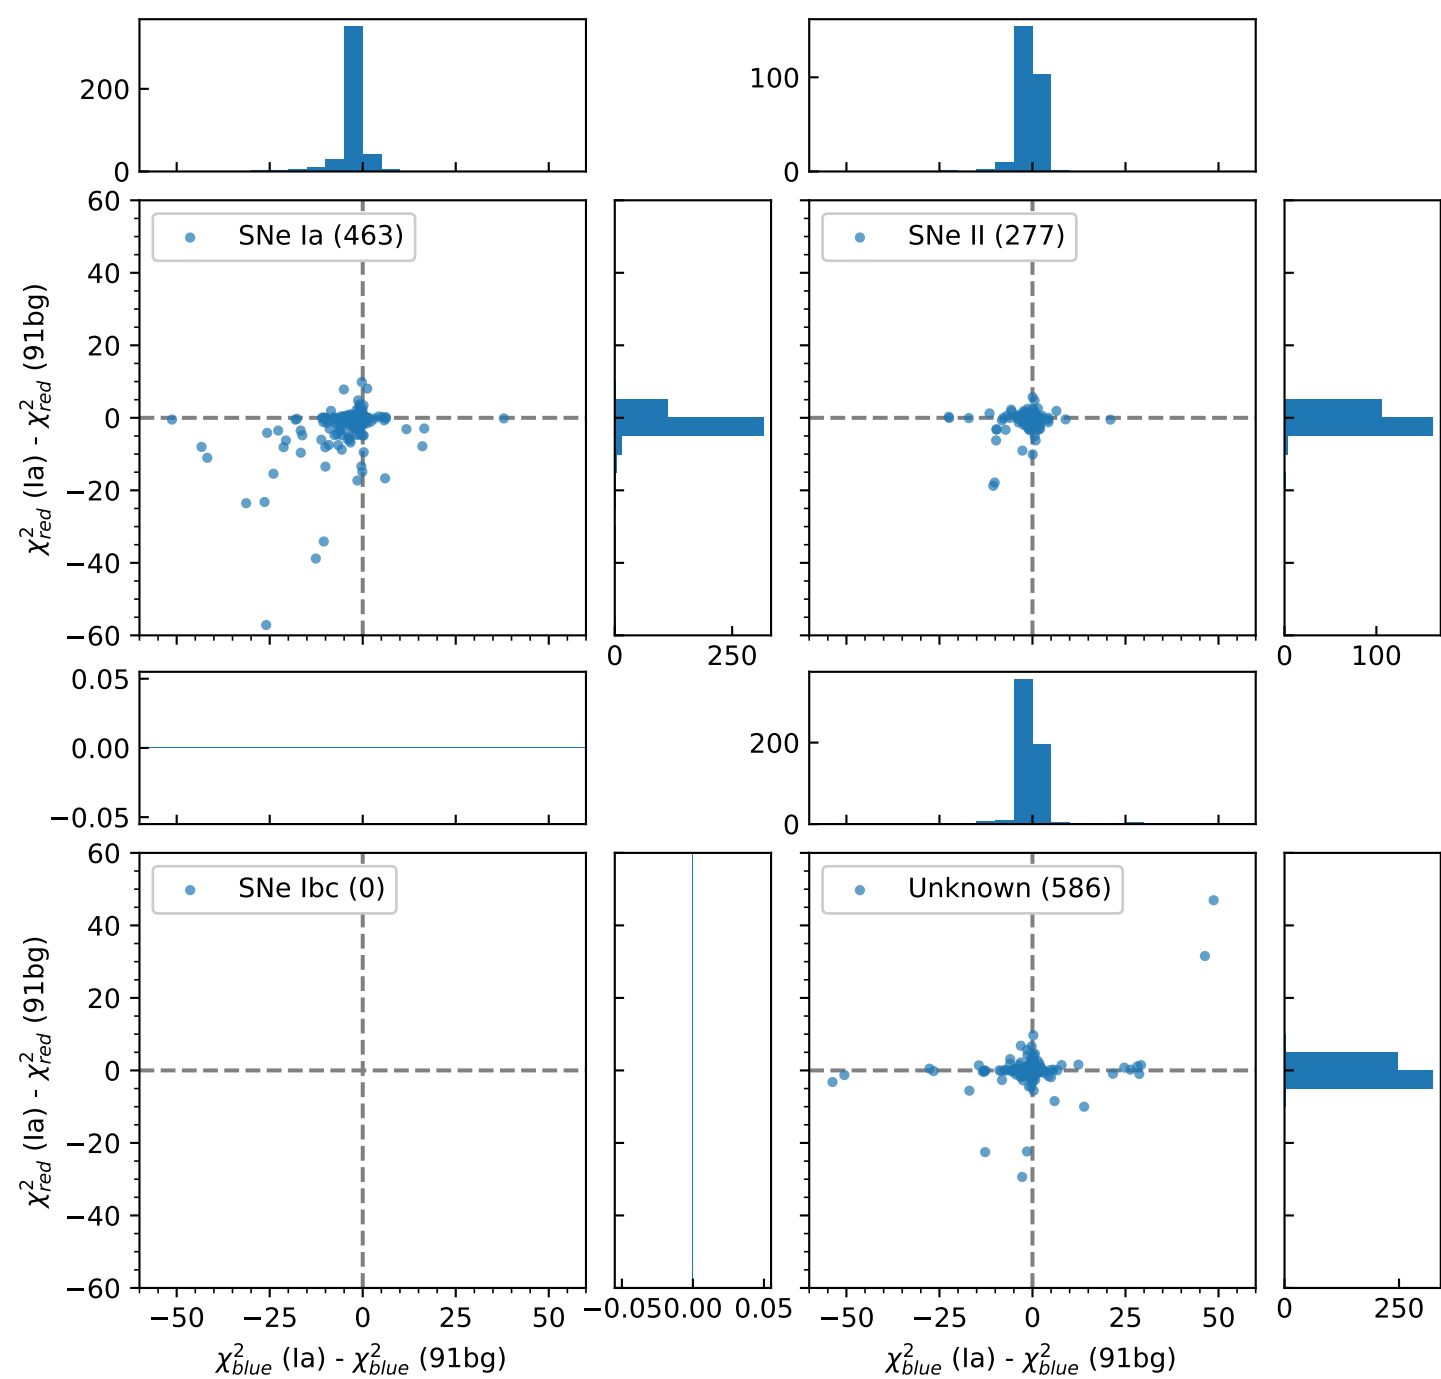 200
0
100
0
60
40
20
0
−20
−40
−60
χ²red (Ia) - χ²red (91bg)
SNe Ia (463)
SNe II (277)
0 250
0 100
0.05
0.00
−0.05
200
0
60
40
20
0
−20
−40
−60
χ²red (Ia) - χ²red (91bg)
SNe Ibc (0)
Unknown (586)
−50 −25 0 25 50
−0.05 0.00 0.05
−50 −25 0 25 50
0 250
χ²blue (Ia) - χ²blue (91bg)
χ²blue (Ia) - χ²blue (91bg)